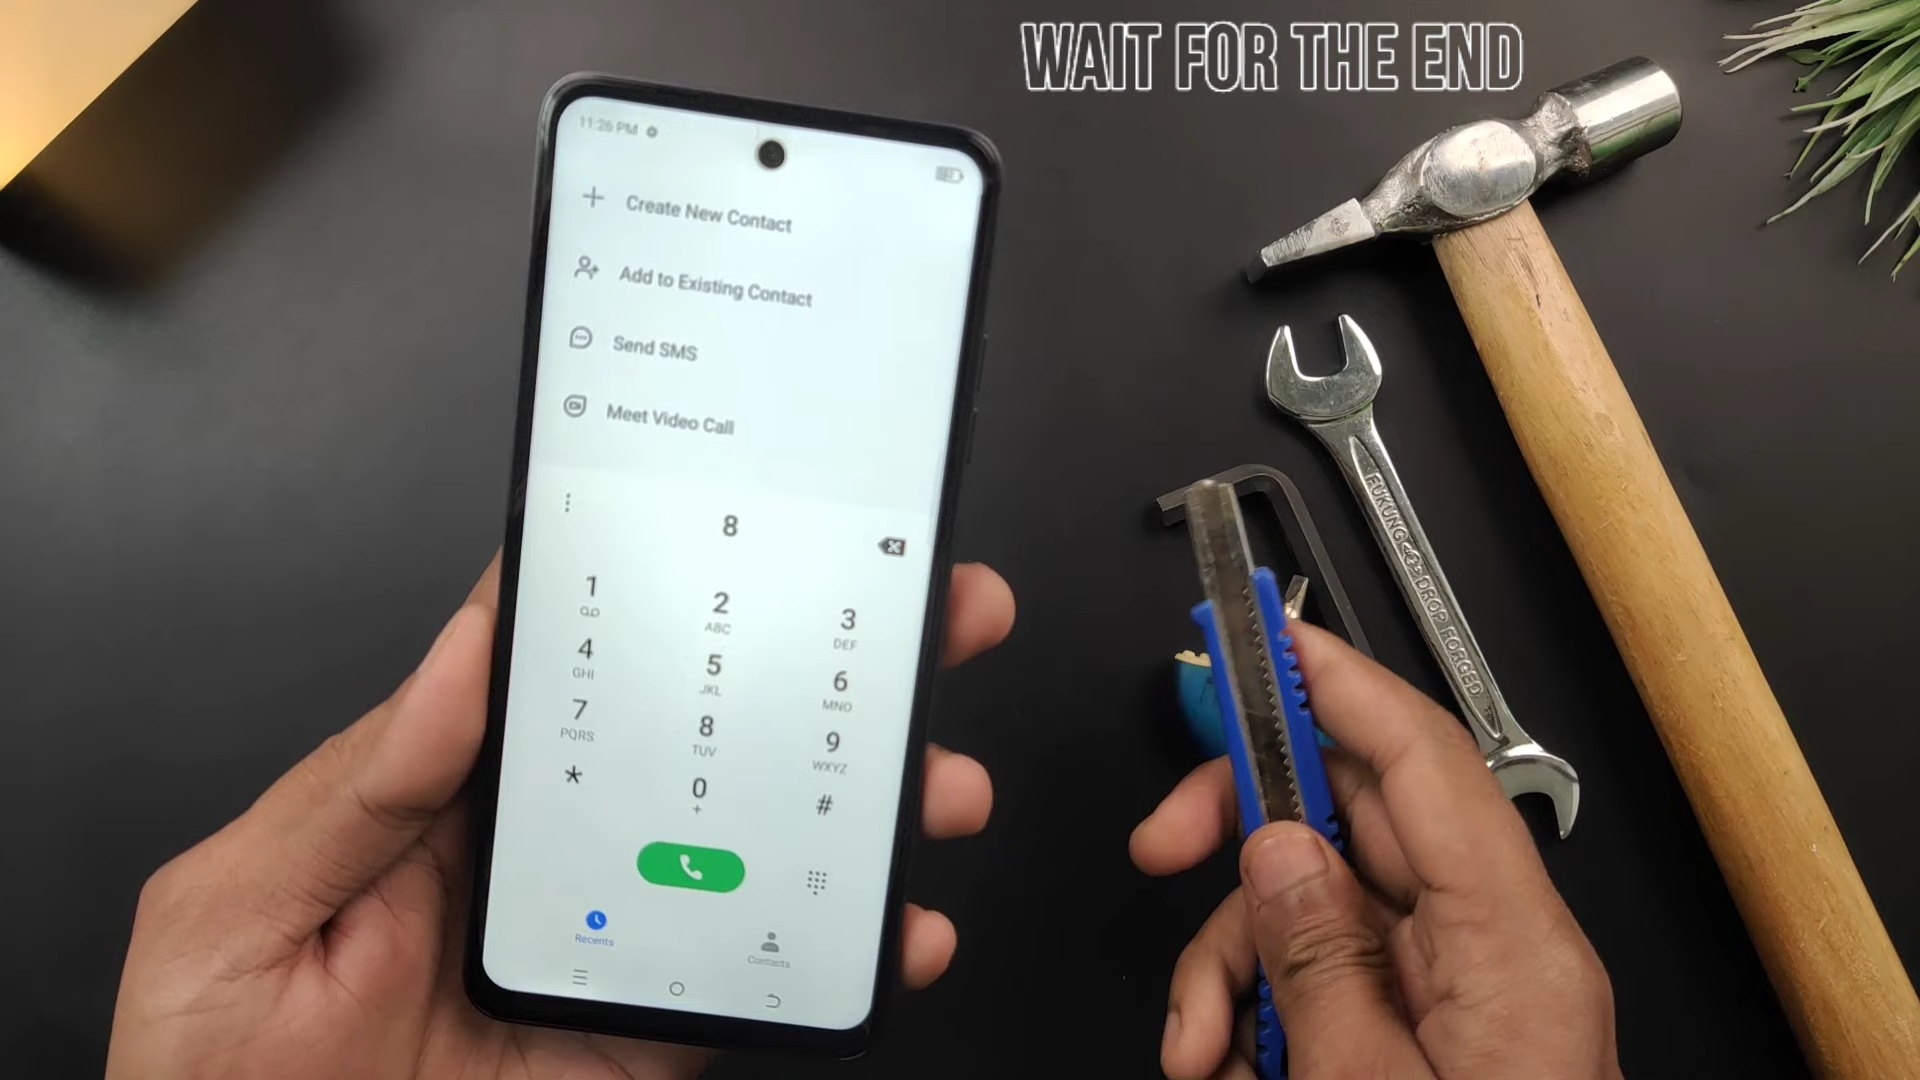 WAIT FOR THE END
11:26 PM
Create New Contact
Add to Existing Contact
Send SMS
Meet Video Call
8
1
2
ABC
3
DEF
4
GHI
5
JKL
6
MNO
7
PQRS
8
TUV
9
WXYZ
*
0
+
#
Recents
Contacts
FUKUNG
DROP FORGED